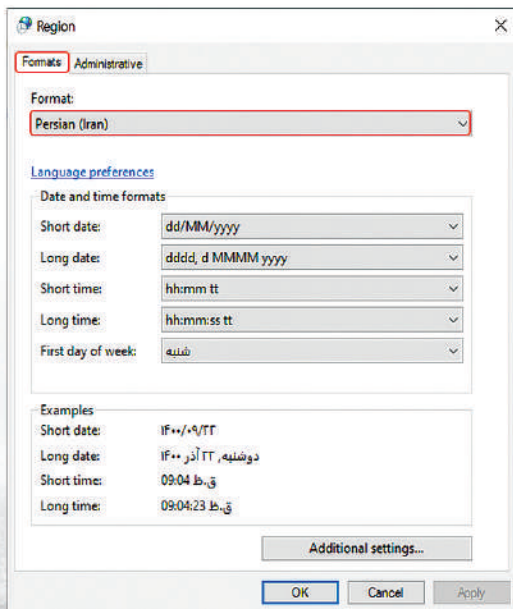 Region
Formats Administrative
Format:
Persian (Iran)
Language preferences
Date and time formats
Short date: dd/MM/yyyy
Long date: dddd, d MMMM yyyy
Short time: hh:mm tt
Long time: hh:mm:ss tt
First day of week: شنبه
Examples
Short date: ۱۴۰۰/۰۹/۲۲
Long date: دوشنبه, ۲۲ آذر ۱۴۰۰
Short time: 09:04 ق.ظ
Long time: 09:04:23 ق.ظ
Additional settings...
OK Cancel Apply